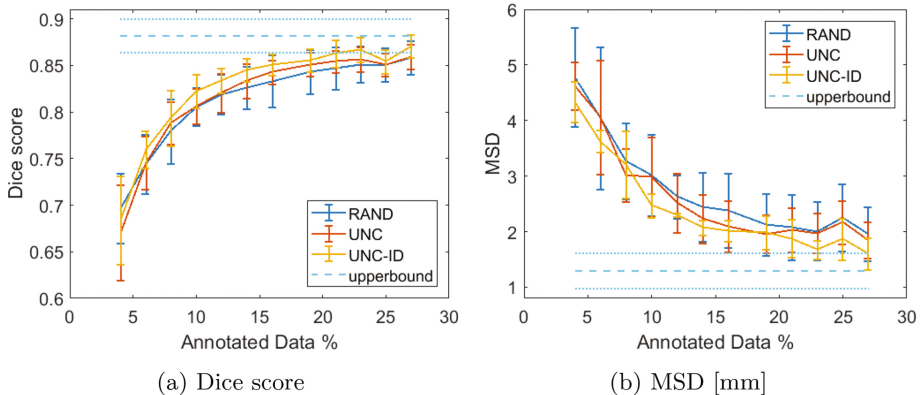 0.9
0.85
0.8
0.75
0.7
0.65
0.6
Dice score
0 5 10 15 20 25 30
Annotated Data %
RAND
UNC
UNC-ID
upperbound
(a) Dice score
6
5
4
3
2
1
MSD
0 5 10 15 20 25 30
Annotated Data %
RAND
UNC
UNC-ID
upperbound
(b) MSD [mm]